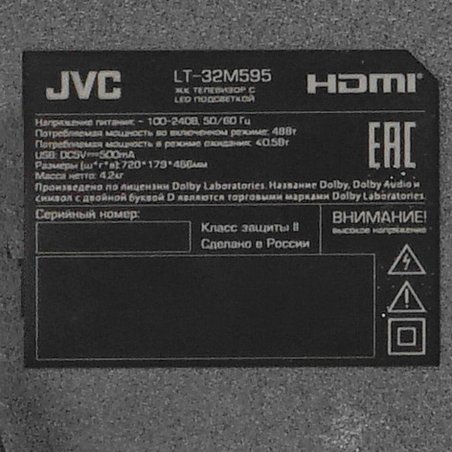 JVC
LT-32M595
ЖК ТЕЛЕВИЗОР С
LED ПОДСВЕТКОЙ
HDMI
Напряжение питания: ~ 100-240В, 50/60 Гц
Потребляемая мощность во включенном режиме: 48Вт
Потребляемая мощность в режиме ожидания: ≤0.5Вт
USB: DC5V⎓500mA
Размеры (ш*г*в):720*179*466мм
Масса нетто: 4.2кг
EAC
Произведено по лицензии Dolby Laboratories. Название Dolby, Dolby Audio и
символ с двойной буквой D являются торговыми марками Dolby Laboratories.
Серийный номер:
Класс защиты II
Сделано в России
ВНИМАНИЕ!
высокое напряжение